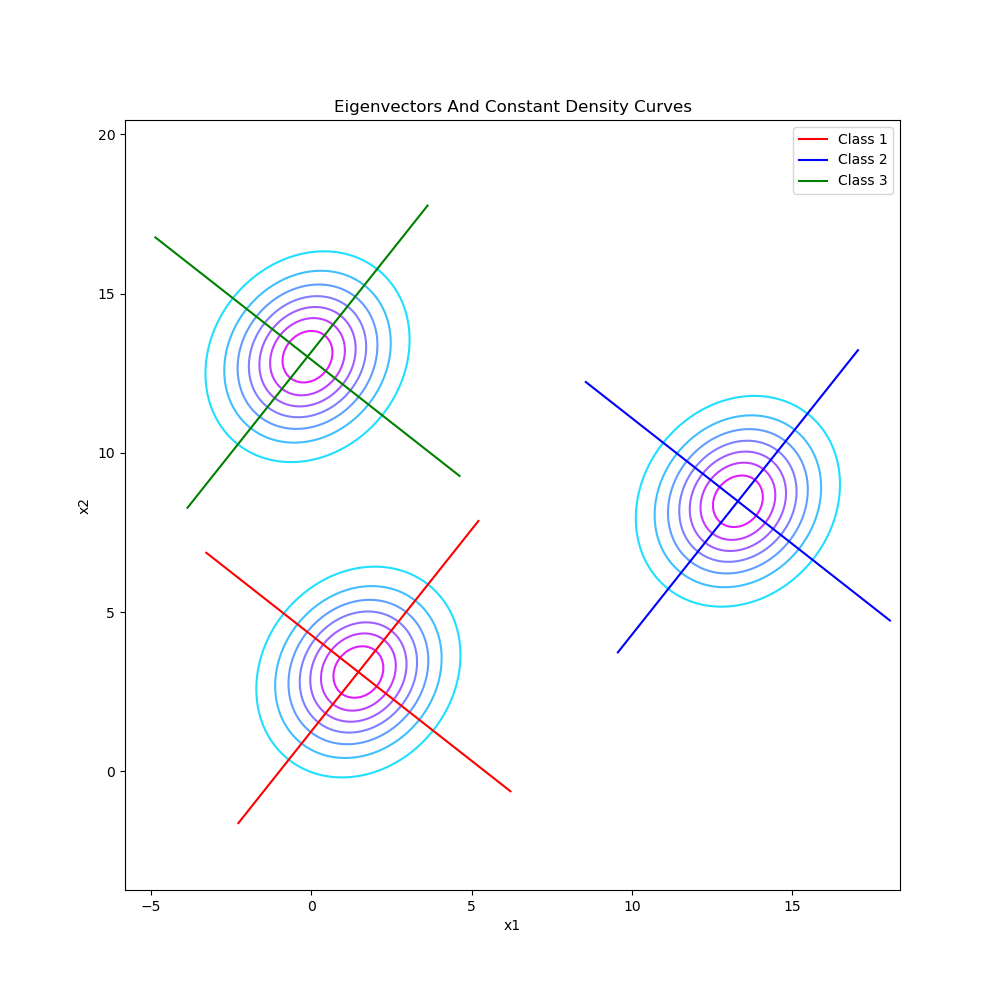 Eigenvectors And Constant Density Curves
Class 1
Class 2
Class 3
20
15
10
5
0
x2
−5
0
5
10
15
x1